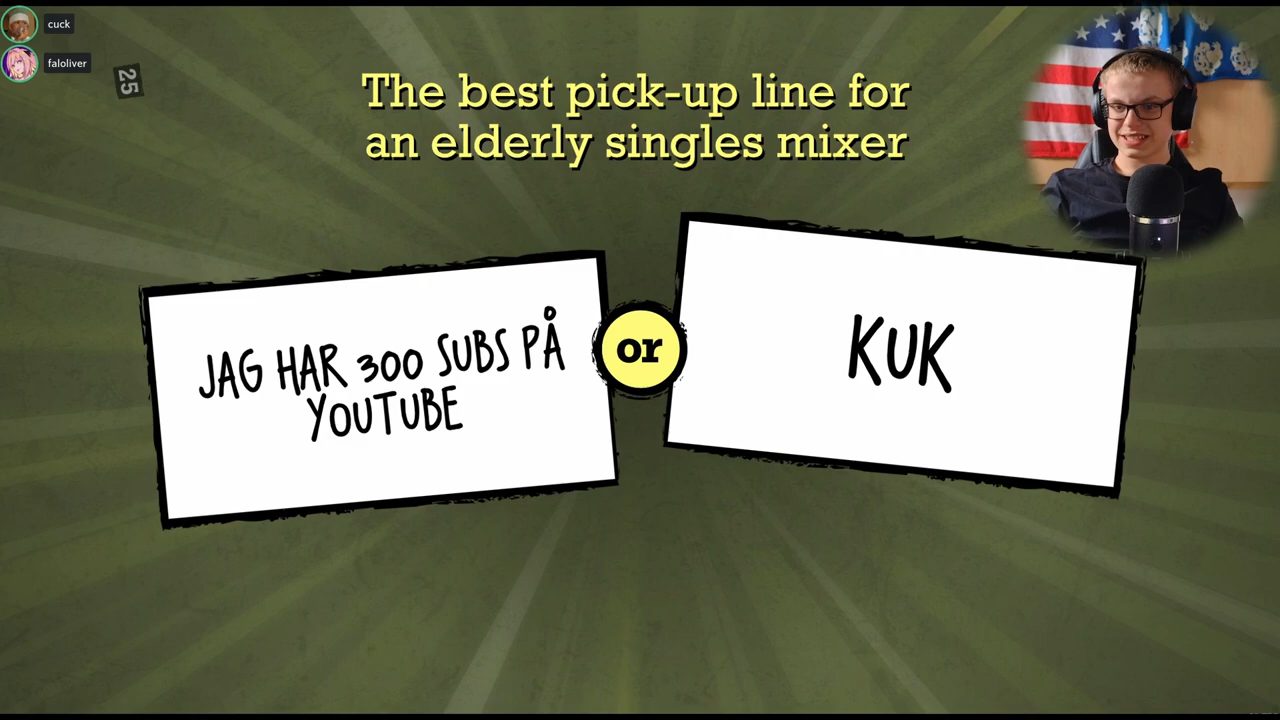 cuck
faloliver
25
The best pick-up line for
an elderly singles mixer
JAG HAR 300 SUBS PÅ
YOUTUBE
or
KUK